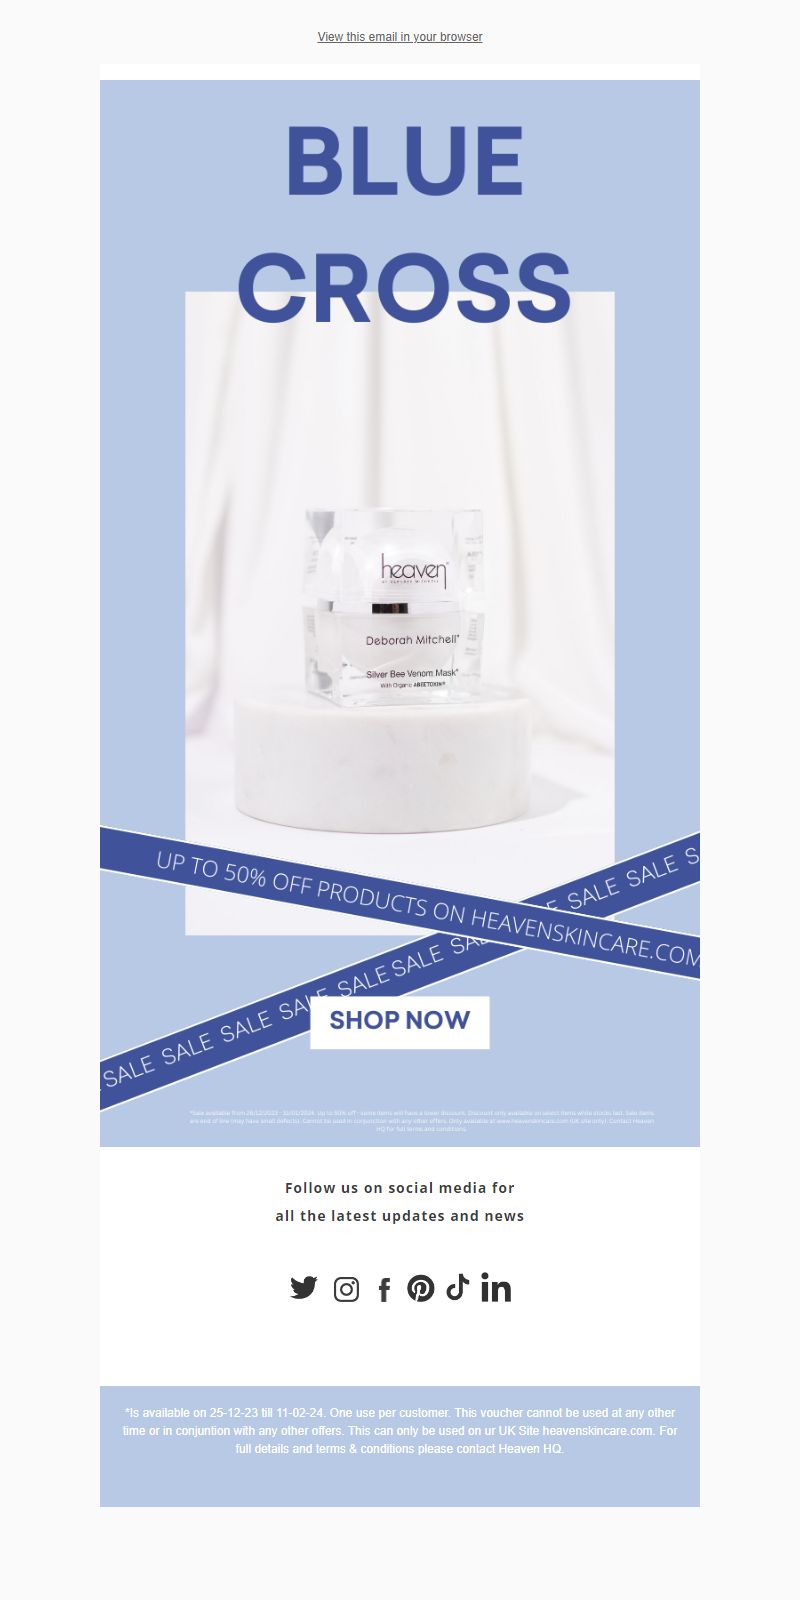 View this email in your browser
BLUE
CROSS
heaven
Deborah Mitchell
Silver Bee Venom Mask
With Organic ABEETOXIN®
UP TO 50% OFF PRODUCTS ON HEAVENSKINCARE.COM
SALE SALE SALE SALE SALE SALE SALE SALE SALE S
SHOP NOW
*Sale available from 26/12/2023 - 31/01/2024. Up to 50% off - some items will have a lower discount. Discount only available on select items while stocks last. Sale items
are end of line (may have small defects). Cannot be used in conjunction with any other offers. Only available at www.heavenskincare.com (UK site only). Contact Heaven
HQ for full terms and conditions.
Follow us on social media for
all the latest updates and news
*Is available on 25-12-23 till 11-02-24. One use per customer. This voucher cannot be used at any other
time or in conjuntion with any other offers. This can only be used on ur UK Site heavenskincare.com. For
full details and terms & conditions please contact Heaven HQ.